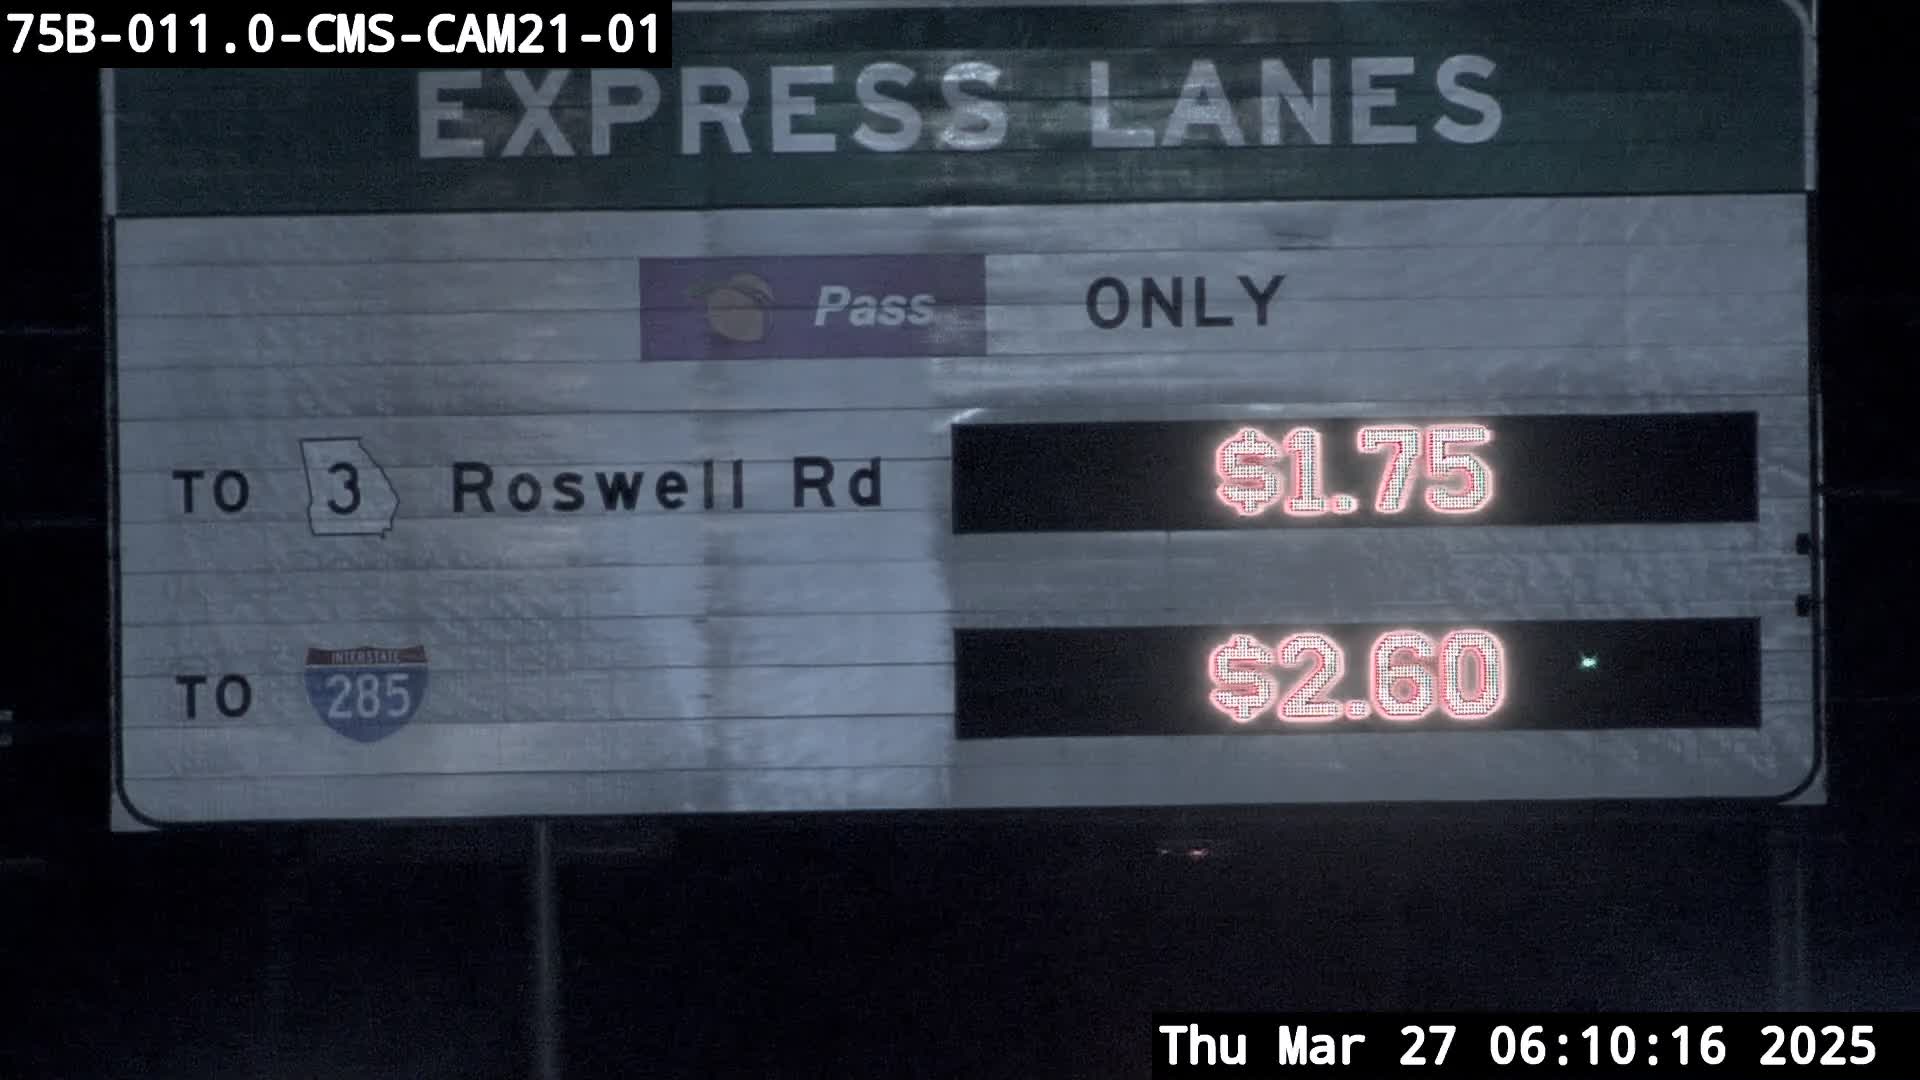 75B-011.0-CMS-CAM21-01
EXPRESS LANES
Pass ONLY
TO 3 Roswell Rd $1.75
TO INTERSTATE 285 $2.60
Thu Mar 27 06:10:16 2025